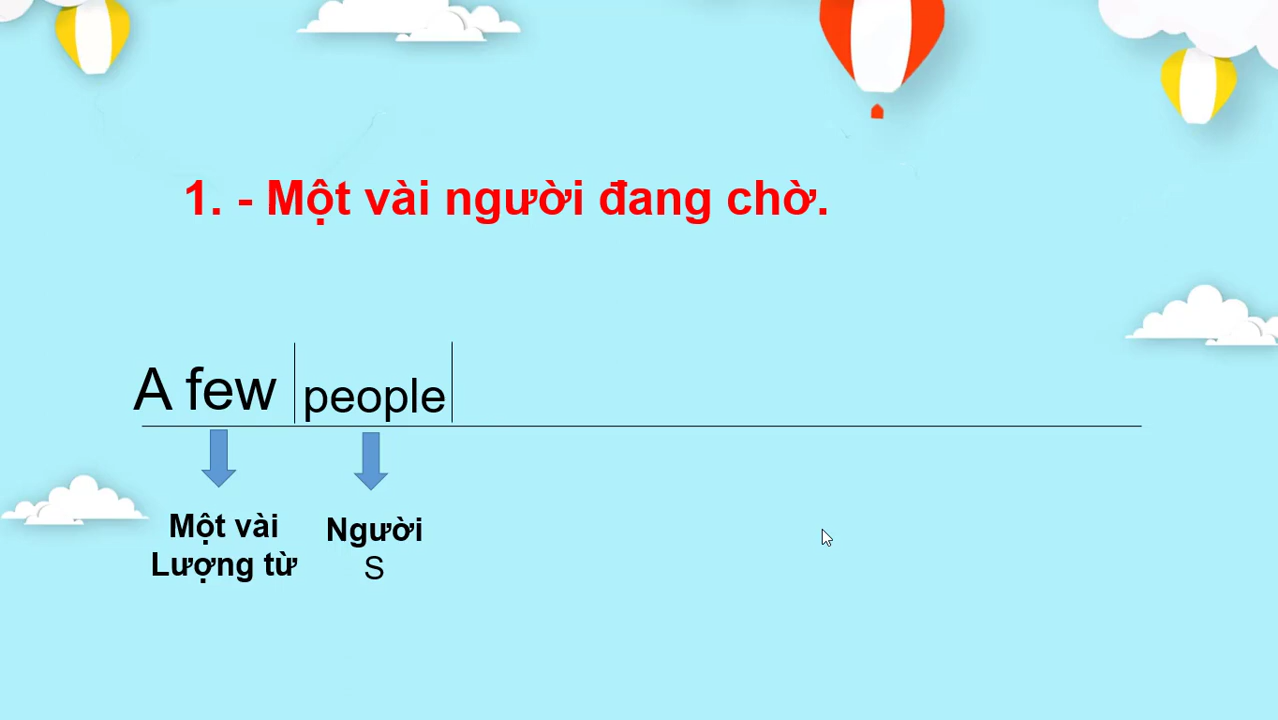 1. - Một vài người đang chờ.
A few people
Một vài Người
Lượng từ S